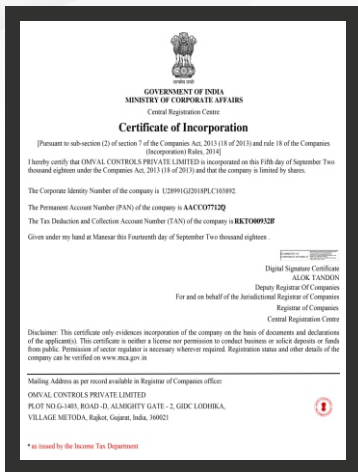 GOVERNMENT OF INDIA
MINISTRY OF CORPORATE AFFAIRS
Central Registration Centre
Certificate of Incorporation
[Pursuant to sub-section (2) of section 7 of the Companies Act, 2013 (18 of 2013) and rule 18 of the Companies
(Incorporation) Rules, 2014]
I hereby certify that OMVAL CONTROLS PRIVATE LIMITED is incorporated on this Fifth day of September Two
thousand eighteen under the Companies Act, 2013 (18 of 2013) and that the company is limited by shares.
The Corporate Identity Number of the company is U28991GJ2018PLC103892.
The Permanent Account Number (PAN) of the company is AACCO7712Q
The Tax Deduction and Collection Account Number (TAN) of the company is RKTO00932B
Given under my hand at Manesar this Fourteenth day of September Two thousand eighteen .
Digital Signature Certificate
ALOK TANDON
Deputy Registrar Of Companies
For and on behalf of the Jurisdictional Registrar of Companies
Registrar of Companies
Central Registration Centre
Disclaimer: This certificate only evidences incorporation of the company on the basis of documents and declarations
of the applicant(s). This certificate is neither a license nor permission to conduct business or solicit deposits or funds
from public. Permission of sector regulator is necessary wherever required. Registration status and other details of the
company can be verified on www.mca.gov.in
Mailing Address as per record available in Registrar of Companies office:
OMVAL CONTROLS PRIVATE LIMITED
PLOT NO.G-1403, ROAD -D, ALMIGHTY GATE - 2, GIDC LODHIKA,
VILLAGE METODA, Rajkot, Gujarat, India, 360021
* as issued by the Income Tax Department